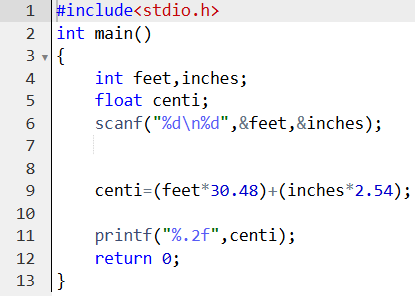 1 #include<stdio.h>
2 int main()
3 {
4 int feet,inches;
5 float centi;
6 scanf("%d\n%d",&feet,&inches);
7
8
9 centi=(feet*30.48)+(inches*2.54);
10
11 printf("%.2f",centi);
12 return 0;
13 }